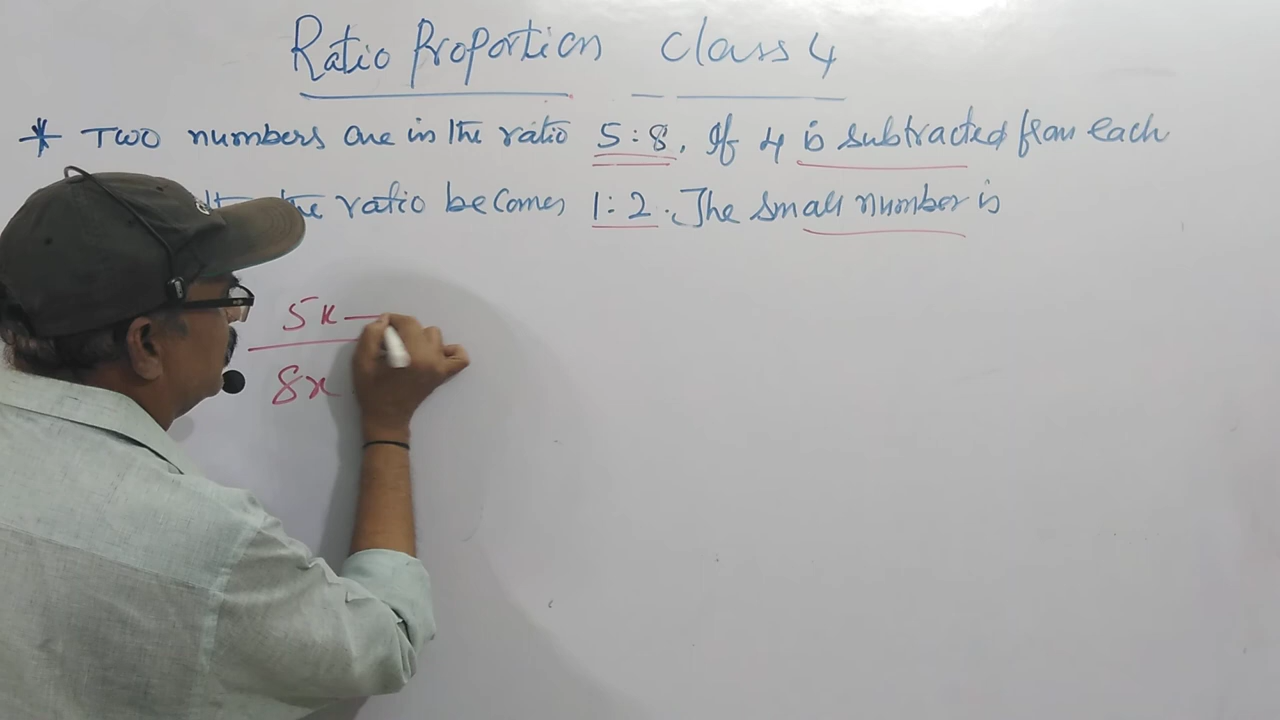 Ratio Proportion Class 4
* Two numbers are in the ratio 5:8. If 4 is subtracted from each
the ratio becomes 1:2. The small number is
5x —
8x